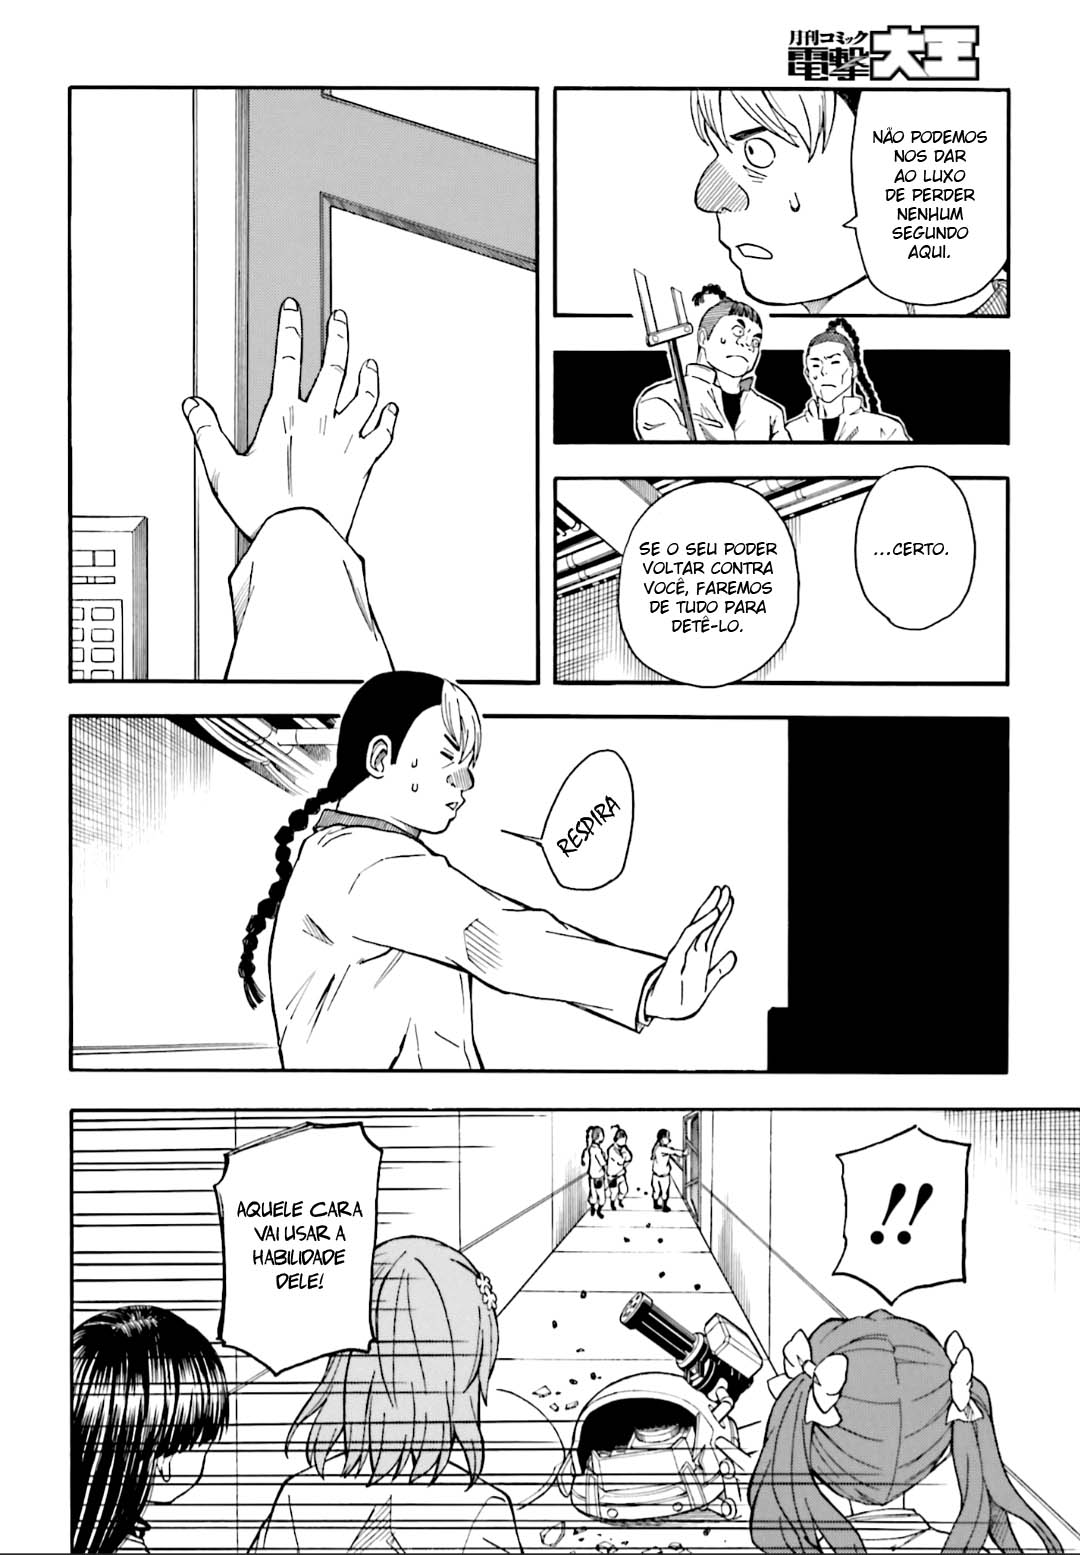 月刊コミック
電撃大王
NÃO PODEMOS
NOS DAR
AO LUXO
DE PERDER
NENHUM
SEGUNDO
AQUI.
...CERTO.
SE O SEU PODER
VOLTAR CONTRA
VOCÊ, FAREMOS
DE TUDO PARA
DETÊ-LO.
RESPIRA
!!
AQUELE CARA
VAI USAR A
HABILIDADE
DELE!